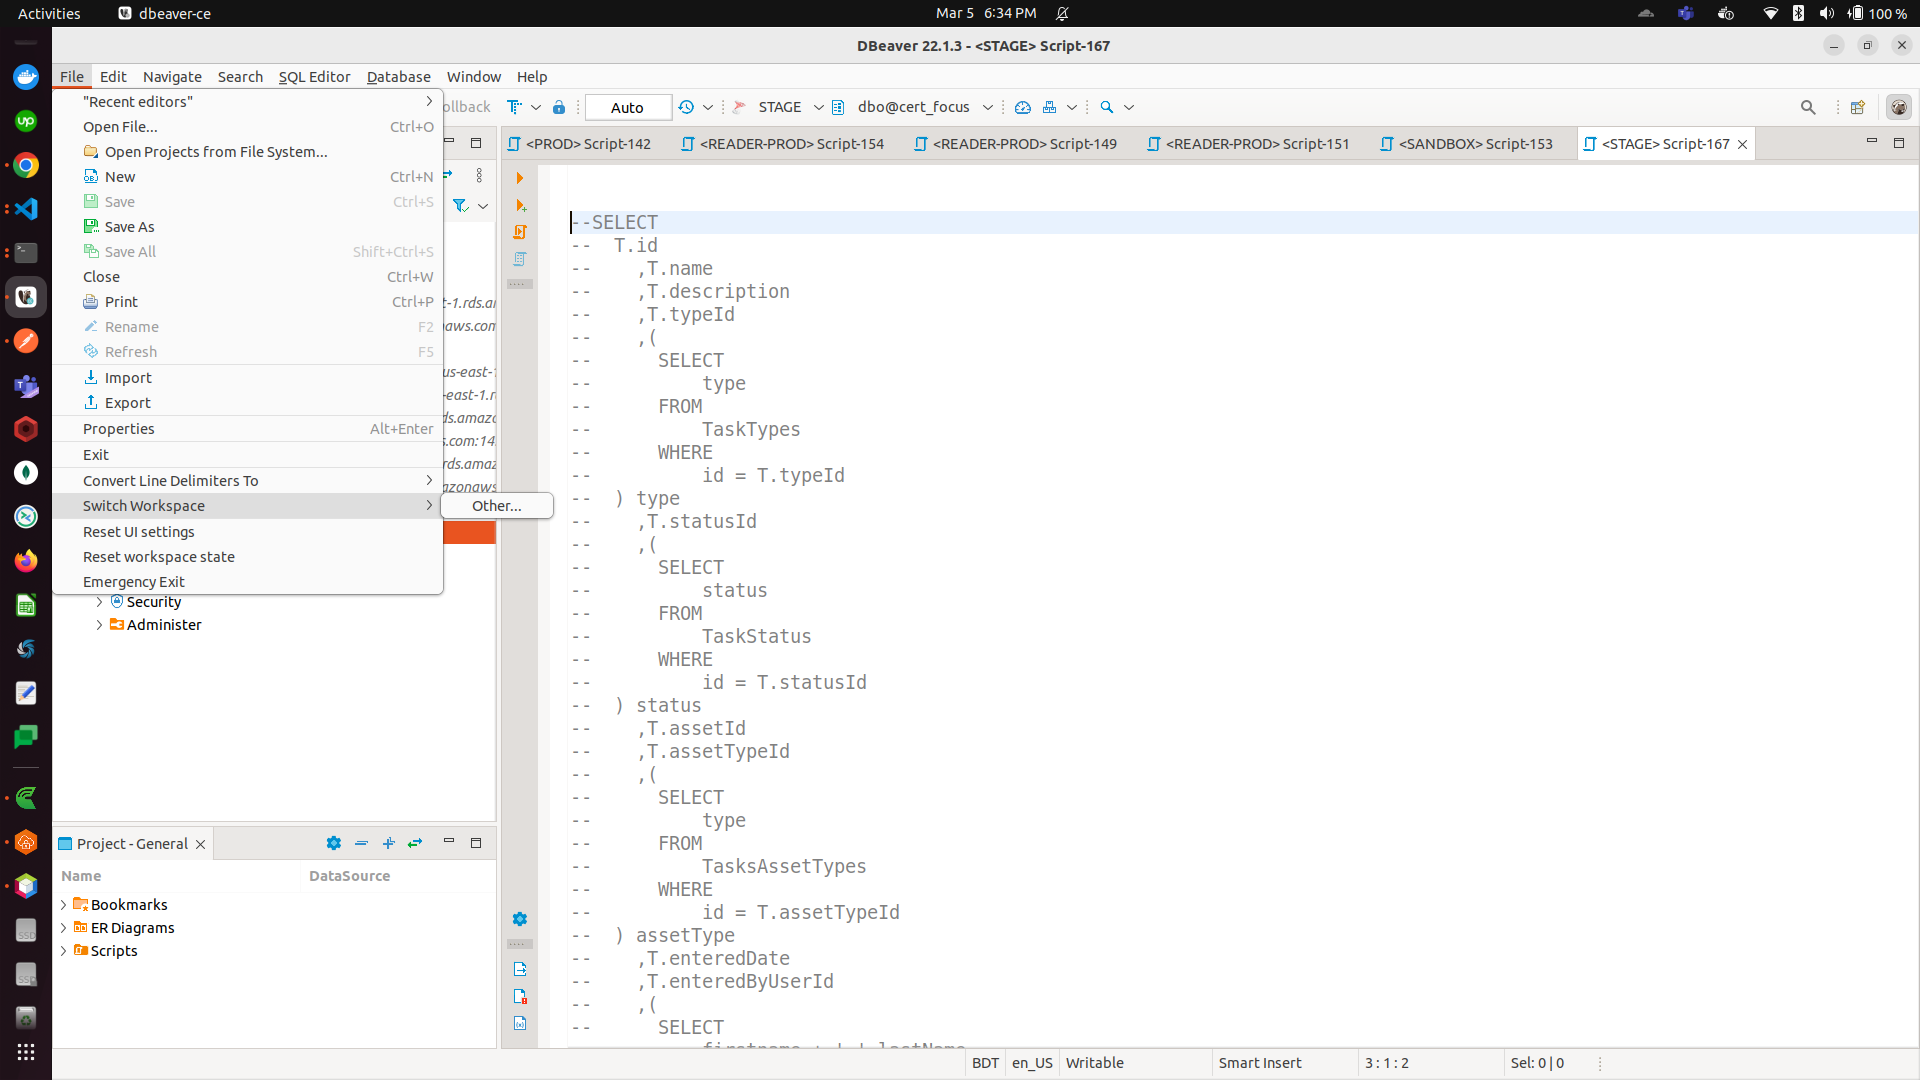 Activities
dbeaver-ce
Mar 5 6:34 PM
100 %
DBeaver 22.1.3 - <STAGE> Script-167
File Edit Navigate Search SQL Editor Database Window Help
ollback
Auto
STAGE
dbo@cert_focus
"Recent editors"
Open File... Ctrl+O
Open Projects from File System...
New Ctrl+N
Save Ctrl+S
Save As
Save All Shift+Ctrl+S
Close Ctrl+W
Print Ctrl+P
Rename F2
Refresh F5
Import
Export
Properties Alt+Enter
Exit
Convert Line Delimiters To
Switch Workspace
Other...
Reset UI settings
Reset workspace state
Emergency Exit
t-1.rds.ar
aws.com
us-east-1
-east-1.r
ds.amazo
s.com:14
rds.amaz
azonaws
Security
Administer
Project - General
Name DataSource
Bookmarks
ER Diagrams
Scripts
<PROD> Script-142
<READER-PROD> Script-154
<READER-PROD> Script-149
<READER-PROD> Script-151
<SANDBOX> Script-153
<STAGE> Script-167
--SELECT
-- T.id
-- ,T.name
-- ,T.description
-- ,T.typeId
-- ,(
-- SELECT
-- type
-- FROM
-- TaskTypes
-- WHERE
-- id = T.typeId
-- ) type
-- ,T.statusId
-- ,(
-- SELECT
-- status
-- FROM
-- TaskStatus
-- WHERE
-- id = T.statusId
-- ) status
-- ,T.assetId
-- ,T.assetTypeId
-- ,(
-- SELECT
-- type
-- FROM
-- TasksAssetTypes
-- WHERE
-- id = T.assetTypeId
-- ) assetType
-- ,T.enteredDate
-- ,T.enteredByUserId
-- ,(
-- SELECT
BDT en_US Writable Smart Insert 3 : 1 : 2 Sel: 0 | 0